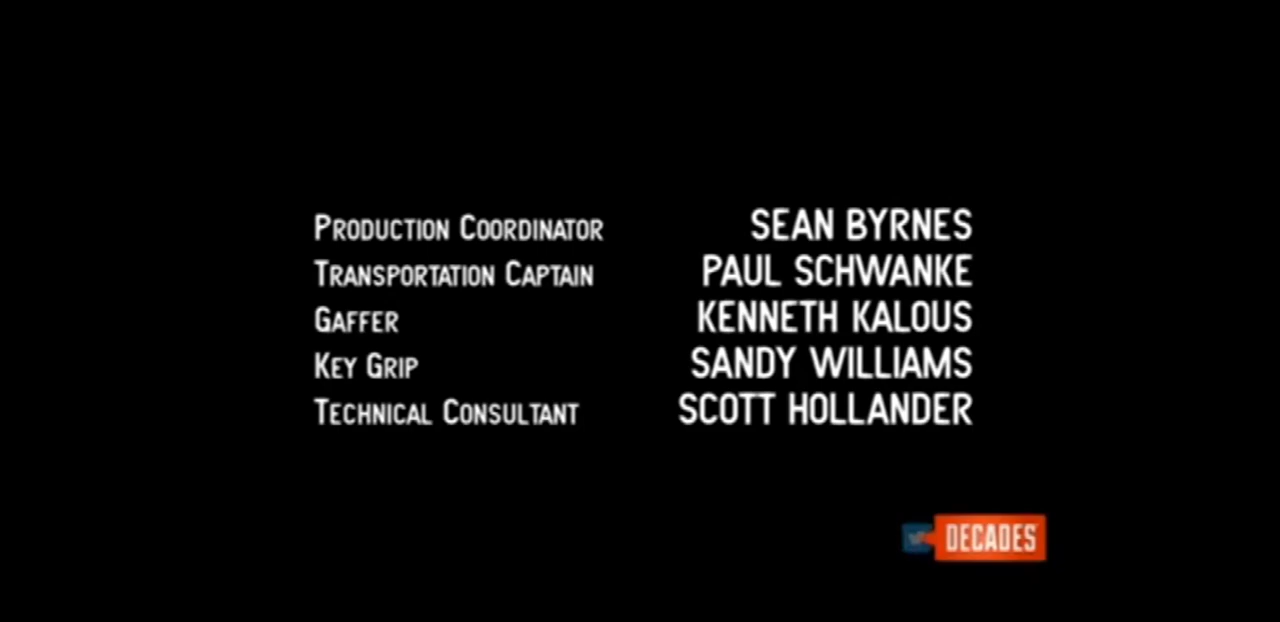 PRODUCTION COORDINATOR SEAN BYRNES
TRANSPORTATION CAPTAIN PAUL SCHWANKE
GAFFER KENNETH KALOUS
KEY GRIP SANDY WILLIAMS
TECHNICAL CONSULTANT SCOTT HOLLANDER
DECADES